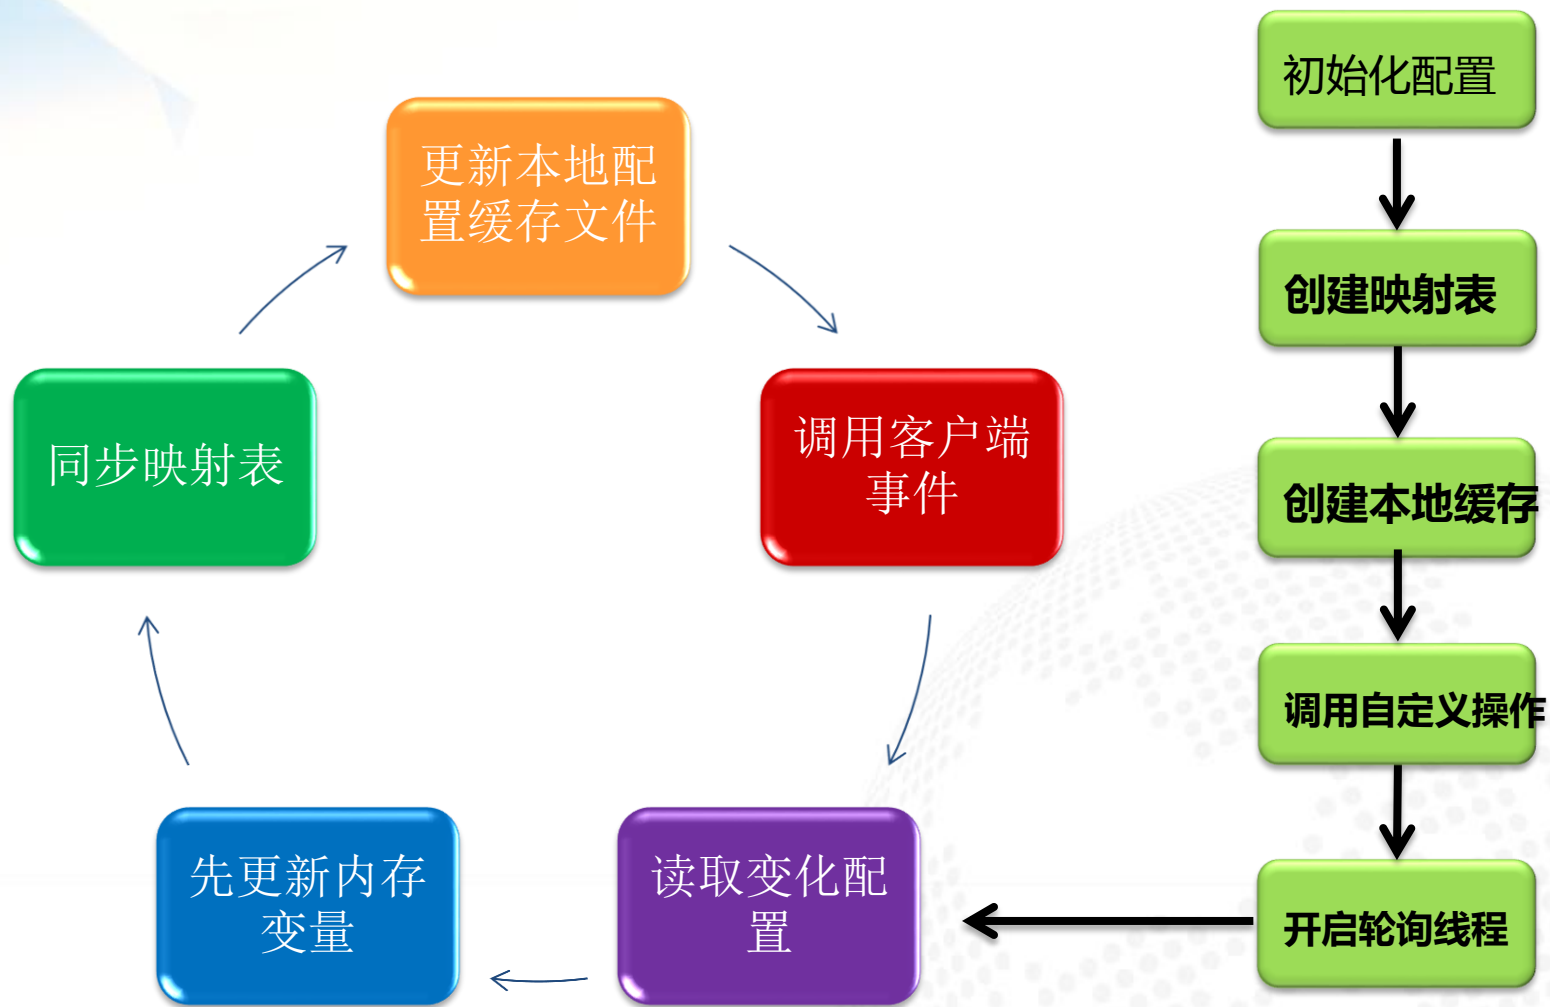 更新本地配
置缓存文件
调用客户端
事件
读取变化配
置
先更新内存
变量
同步映射表
初始化配置
创建映射表
创建本地缓存
调用自定义操作
开启轮询线程